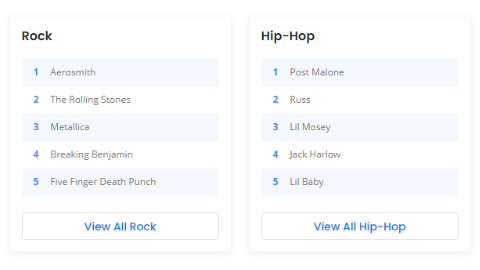 Rock
1 Aerosmith
2 The Rolling Stones
3 Metallica
4 Breaking Benjamin
5 Five Finger Death Punch
View All Rock
Hip-Hop
1 Post Malone
2 Russ
3 Lil Mosey
4 Jack Harlow
5 Lil Baby
View All Hip-Hop